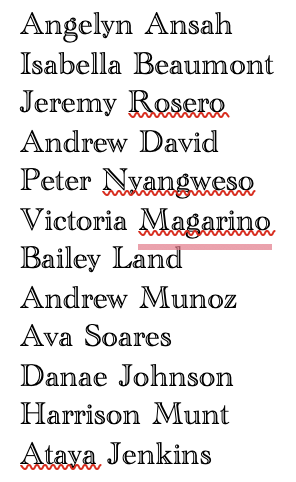 Angelyn Ansah
Isabella Beaumont
Jeremy Rosero
Andrew David
Peter Nyangweso
Victoria Magarino
Bailey Land
Andrew Munoz
Ava Soares
Danae Johnson
Harrison Munt
Ataya Jenkins